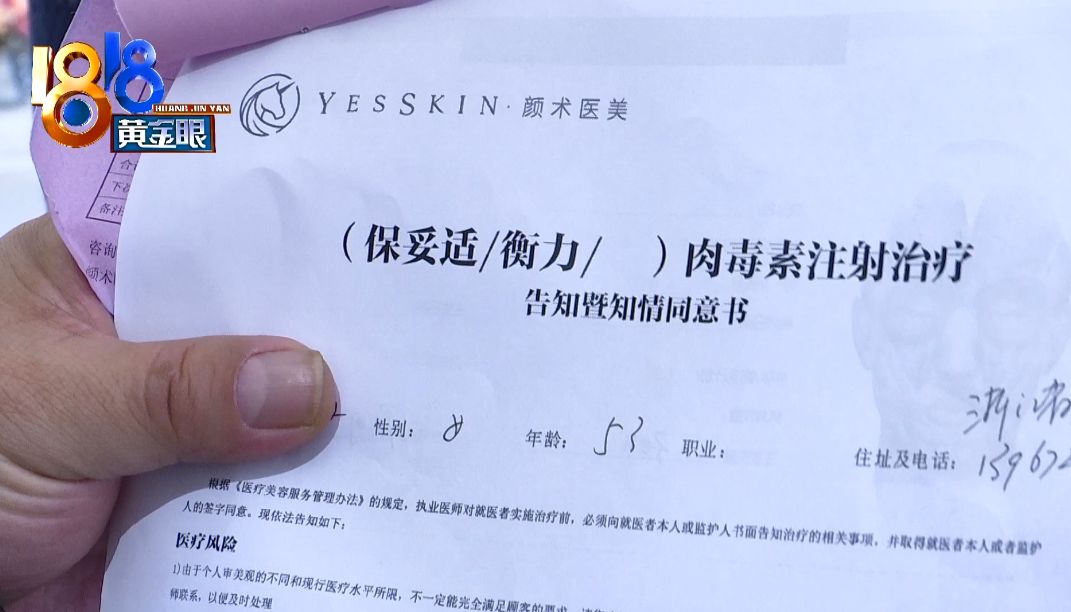 1818
HUANG JIN YAN
黄金眼
YESSKIN·颜术医美
备注
咨询
颜术
（保妥适/衡力/　）肉毒素注射治疗
告知暨知情同意书
性别：
年龄：53
职业：
住址及电话：13967
根据《医疗美容服务管理办法》的规定，执业医师对就医者实施治疗前，必须向就医者本人或监护人书面告知治疗的相关事项，并取得就医者本人或者监护
人的签字同意。现依法告知如下：
医疗风险
1)由于个人审美观的不同和现行医疗水平所限，不一定能完全满足顾客的要求，
师联系，以便及时处理